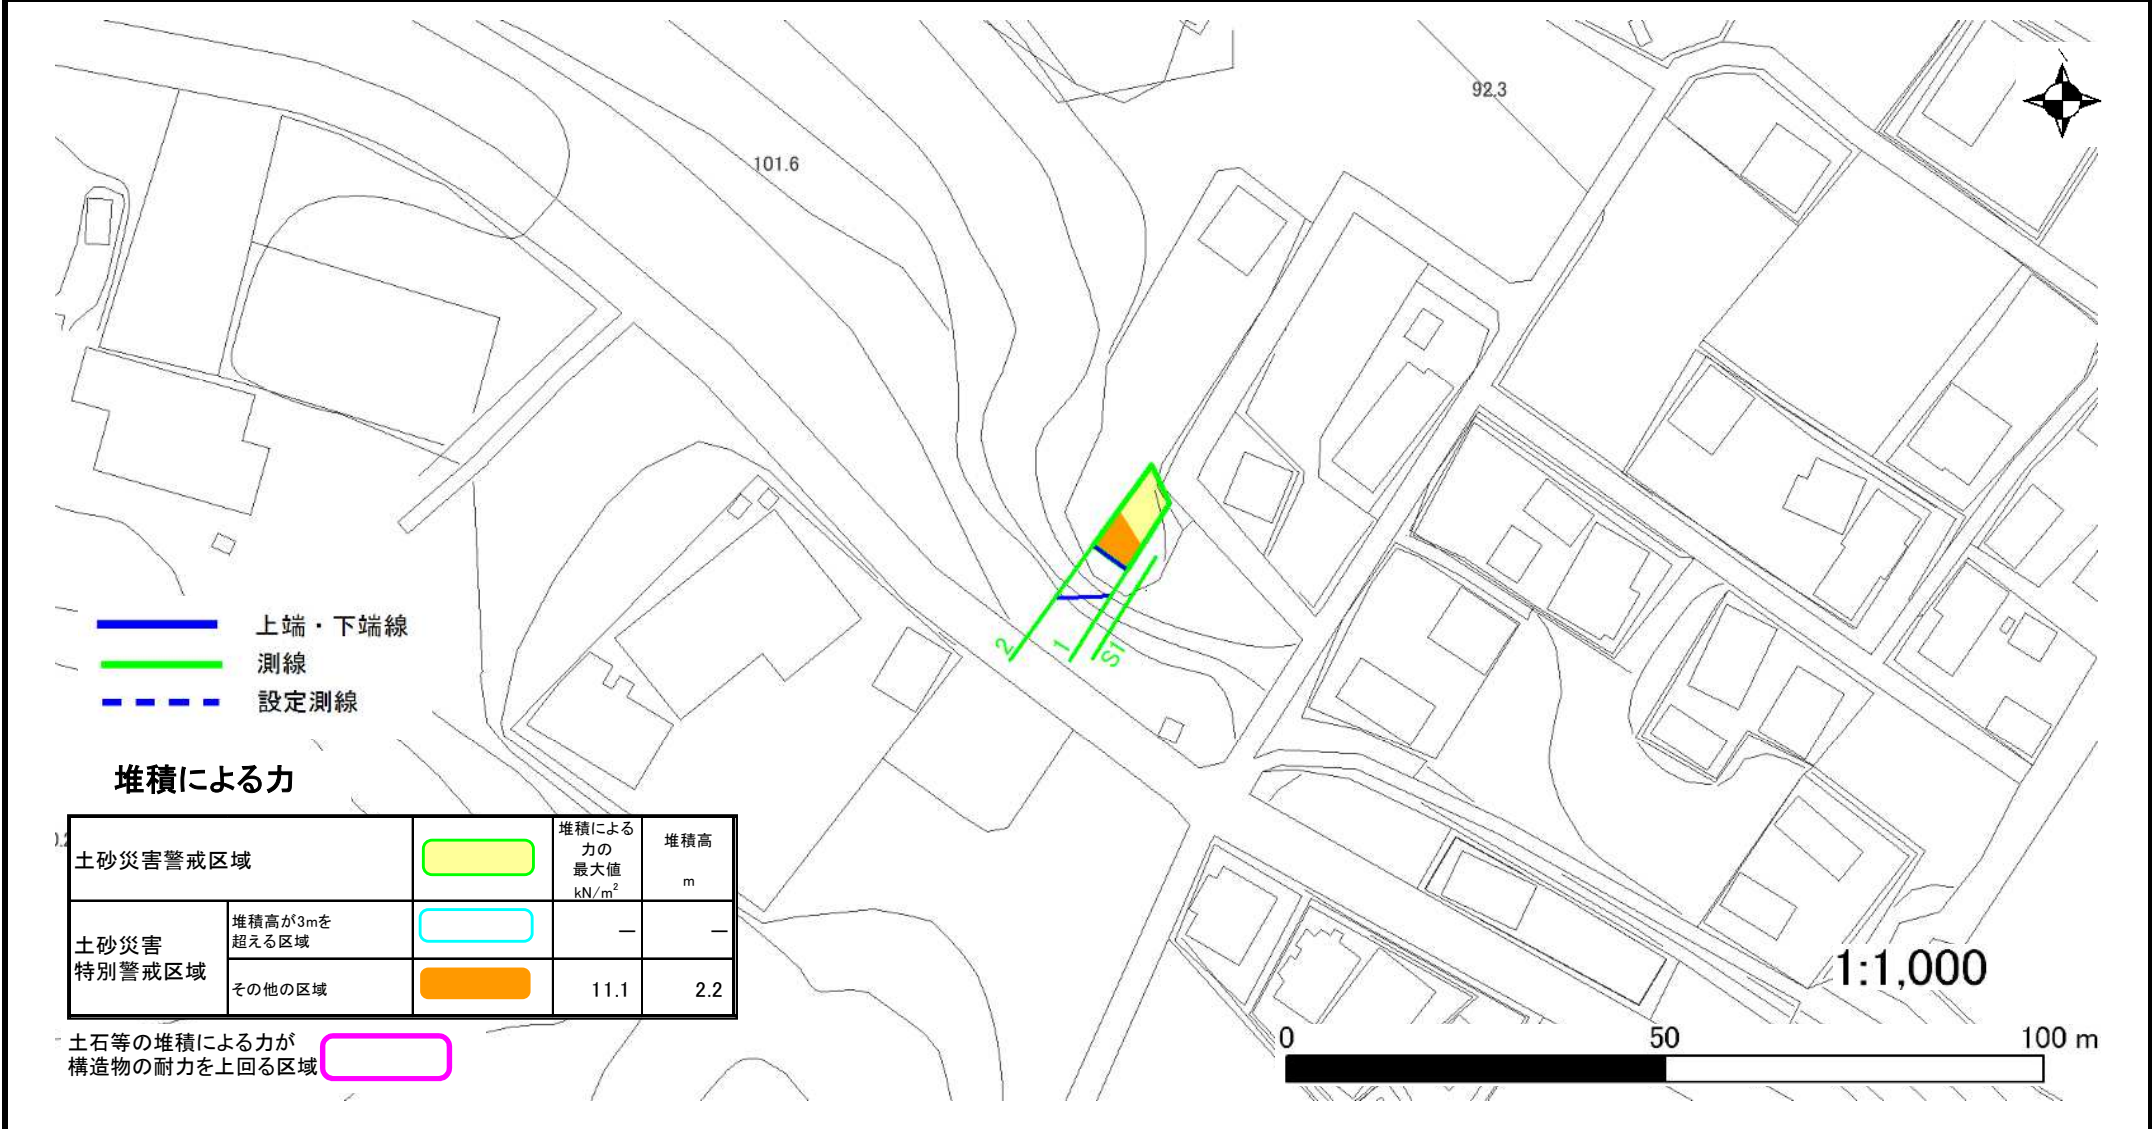 92.3
101.6
2
1
S1
上端・下端線
測線
設定測線
堆積による力
土砂災害警戒区域
堆積による
力の
最大値
kN/m²
堆積高
m
土砂災害
特別警戒区域
堆積高が3mを
超える区域
－
－
その他の区域
11.1
2.2
土石等の堆積による力が
構造物の耐力を上回る区域
1:1,000
0 50 100 m